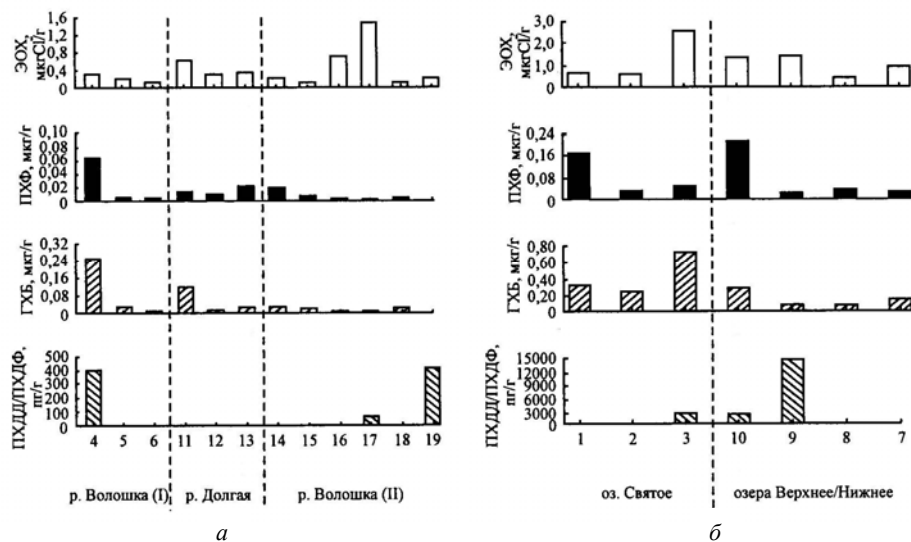 ЭОХ, мкгCl/г
1,6
1,2
0,8
0,4
0
ПХФ, мкг/г
0,10
0,06
0,02
0
ГХБ, мкг/г
0,32
0,24
0,16
0,08
0
ПХДД/ПХДФ, пг/г
500
400
300
200
100
0
4 5 6 11 12 13 14 15 16 17 18 19
р. Волошка (I) р. Долгая р. Волошка (II)
а
ЭОХ, мкгCl/г
3,0
2,0
1,0
0
ПХФ, мкг/г
0,24
0,16
0,08
0
ГХБ, мкг/г
0,80
0,60
0,40
0,20
0
ПХДД/ПХДФ, пг/г
15000
12000
9000
6000
3000
0
1 2 3 10 9 8 7
оз. Святое озера Верхнее/Нижнее
б